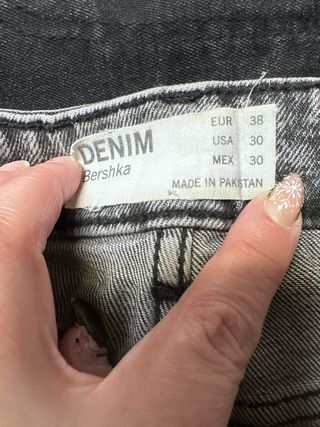 DENIM
Bershka
EUR 38
USA 30
MEX 30
MADE IN PAKISTAN